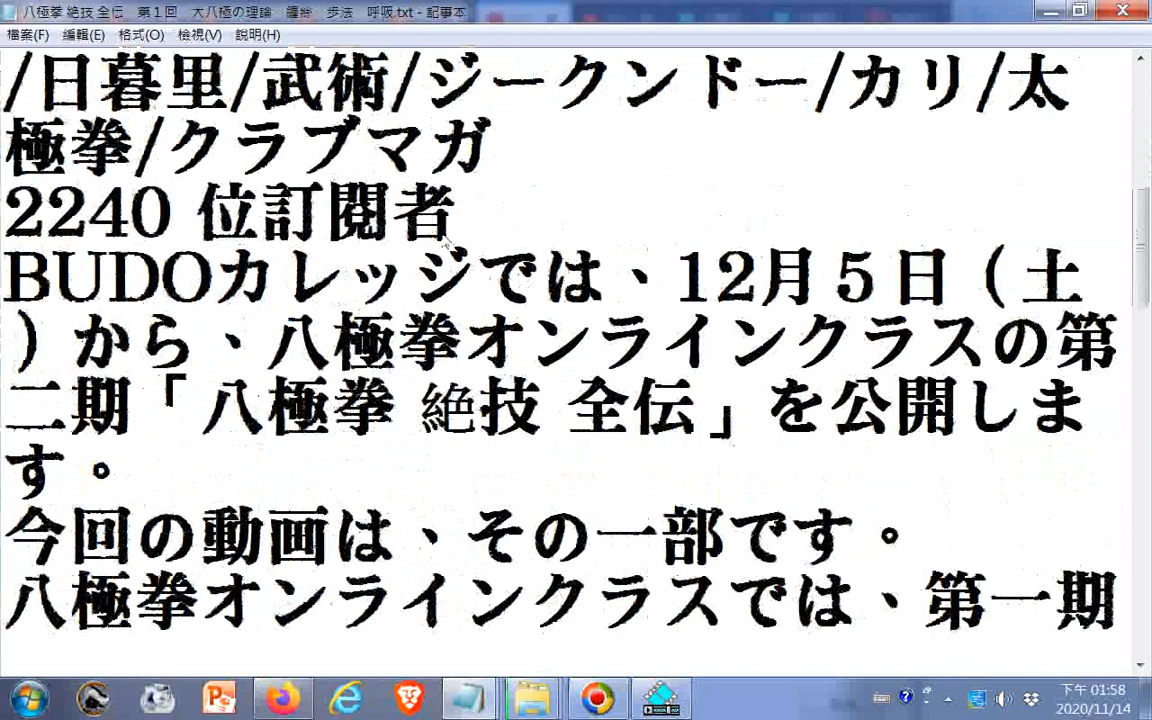 八極拳 絶技 全伝　第１回　大八極の理論　纏絲　歩法　呼吸.txt - 記事本
檔案(F) 編輯(E) 格式(O) 檢視(V) 說明(H)
/日暮里/武術/ジークンドー/カリ/太
極拳/クラブマガ
2240 位訂閱者
BUDOカレッジでは、12月５日（土
）から、八極拳オンラインクラスの第
二期「八極拳 絶技 全伝」を公開しま
す。
今回の動画は、その一部です。
八極拳オンラインクラスでは、第一期
下午 01:58
2020/11/14